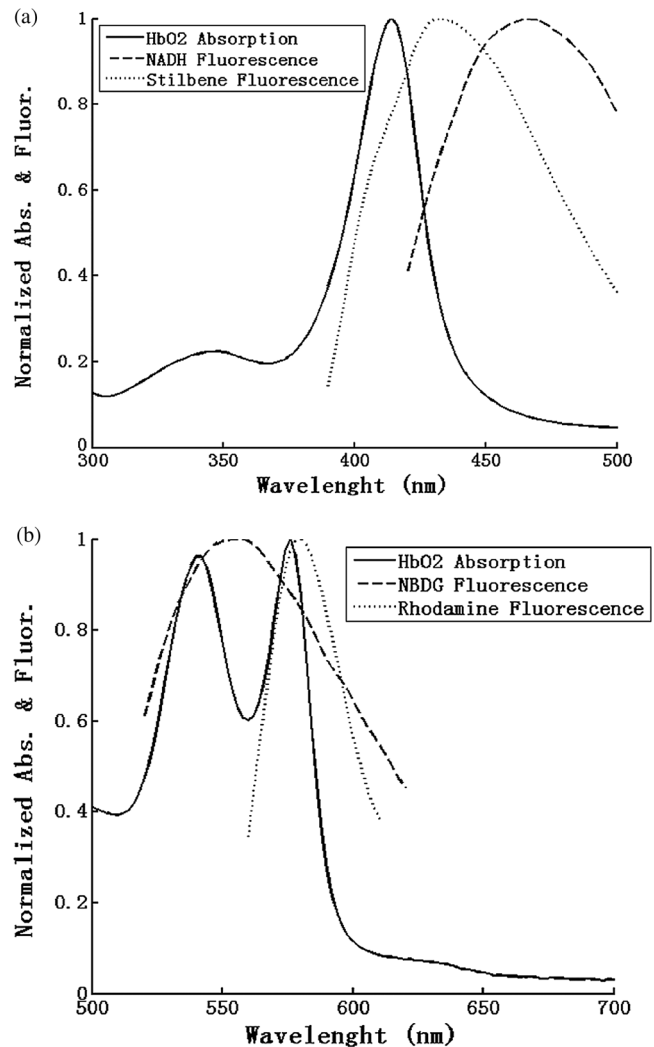 (a)
HbO2 Absorption
NADH Fluorescence
Stilbene Fluorescence
Normalized Abs. & Fluor.
1
0.8
0.6
0.4
0.2
0
300
350
400
450
500
Wavelenght (nm)
(b)
HbO2 Absorption
NBDG Fluorescence
Rhodamine Fluorescence
Normalized Abs. & Fluor.
1
0.8
0.6
0.4
0.2
0
500
550
600
650
700
Wavelenght (nm)